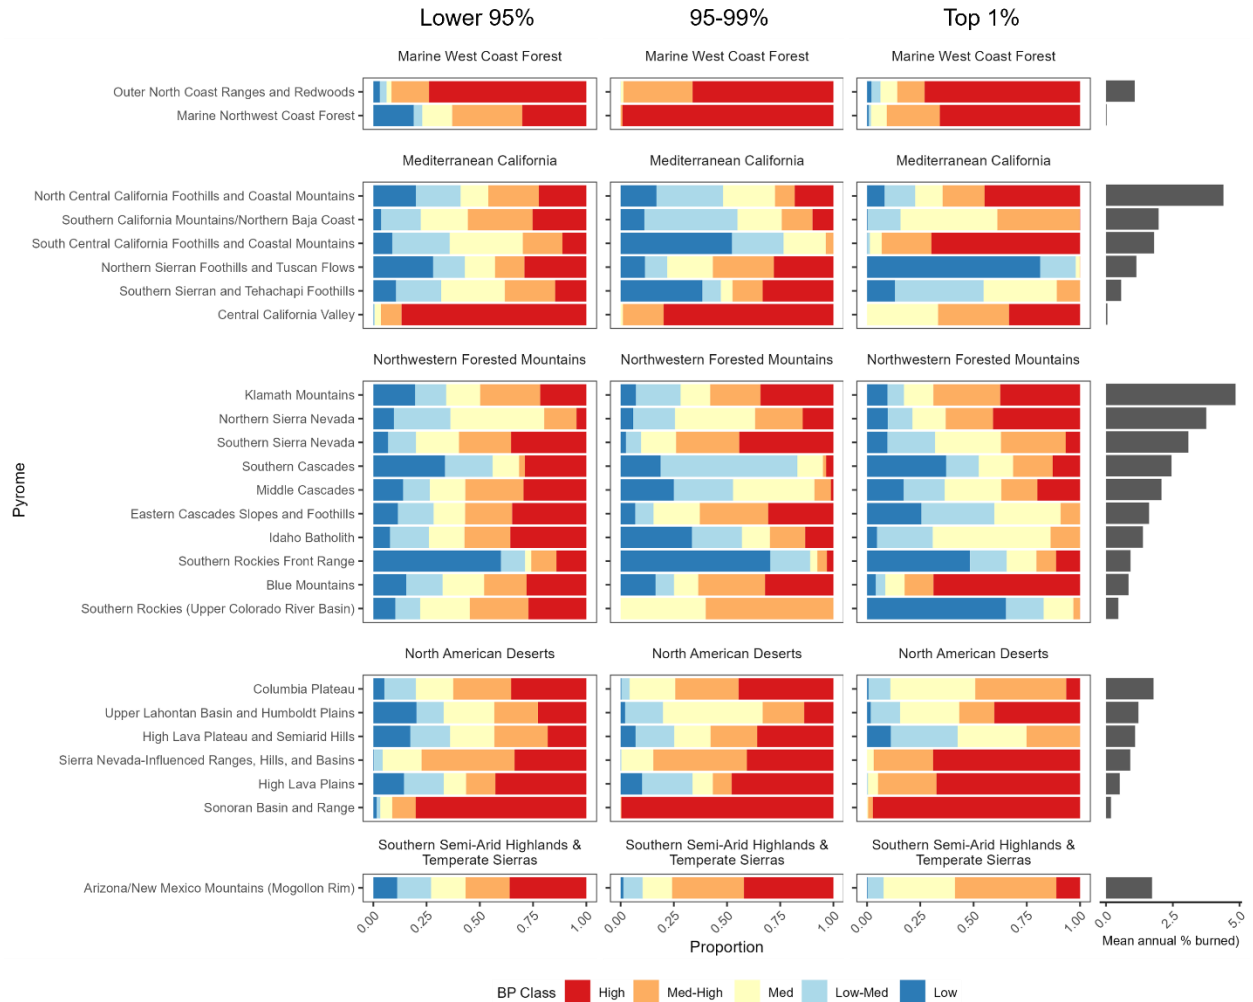 Lower 95% 95-99% Top 1%
Marine West Coast Forest Marine West Coast Forest Marine West Coast Forest
Outer North Coast Ranges and Redwoods
Marine Northwest Coast Forest
Mediterranean California Mediterranean California Mediterranean California
North Central California Foothills and Coastal Mountains
Southern California Mountains/Northern Baja Coast
South Central California Foothills and Coastal Mountains
Northern Sierran Foothills and Tuscan Flows
Southern Sierran and Tehachapi Foothills
Central California Valley
Northwestern Forested Mountains Northwestern Forested Mountains Northwestern Forested Mountains
Klamath Mountains
Northern Sierra Nevada
Southern Sierra Nevada
Southern Cascades
Middle Cascades
Eastern Cascades Slopes and Foothills
Idaho Batholith
Southern Rockies Front Range
Blue Mountains
Southern Rockies (Upper Colorado River Basin)
Pyrome
North American Deserts North American Deserts North American Deserts
Columbia Plateau
Upper Lahontan Basin and Humboldt Plains
High Lava Plateau and Semiarid Hills
Sierra Nevada-Influenced Ranges, Hills, and Basins
High Lava Plains
Sonoran Basin and Range
Southern Semi-Arid Highlands & Southern Semi-Arid Highlands & Southern Semi-Arid Highlands &
Temperate Sierras Temperate Sierras Temperate Sierras
Arizona/New Mexico Mountains (Mogollon Rim)
0.00 0.25 0.50 0.75 1.00 0.00 0.25 0.50 0.75 1.00 0.00 0.25 0.50 0.75 1.00 0.0 2.5 5.0
Proportion
Mean annual % burned)
BP Class High Med-High Med Low-Med Low